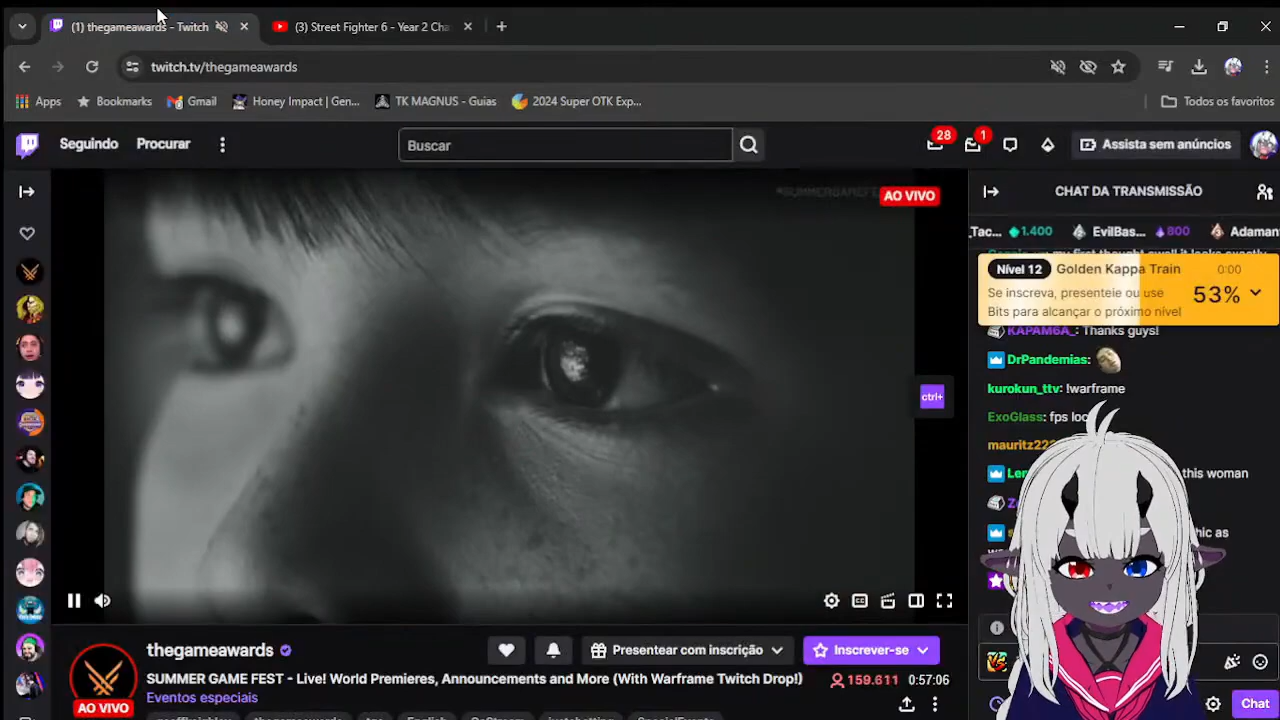 (1) thegameawards - Twitch
(3) Street Fighter 6 - Year 2 Cha
twitch.tv/thegameawards
Apps
Bookmarks
Gmail
Honey Impact | Gen...
TK MAGNUS - Guias
2024 Super OTK Exp...
Todos os favoritos
Seguindo
Procurar
Buscar
28
1
Assista sem anúncios
AO VIVO
CHAT DA TRANSMISSÃO
_Tac...
1.400
EvilBas...
800
Adaman
Nível 12
Golden Kappa Train
0:00
Se inscreva, presenteie ou use
Bits para alcançar o próximo nível
53%
KAPAM6A_: Thanks guys!
DrPandemias:
kurokun_ttv: !warframe
ExoGlass: fps loc
this woman
ctrl+
thegameawards
Presentear com inscrição
Inscrever-se
SUMMER GAME FEST - Live! World Premieres, Announcements and More (With Warframe Twitch Drop!)
159.611
0:57:06
Eventos especiais
AO VIVO
Chat